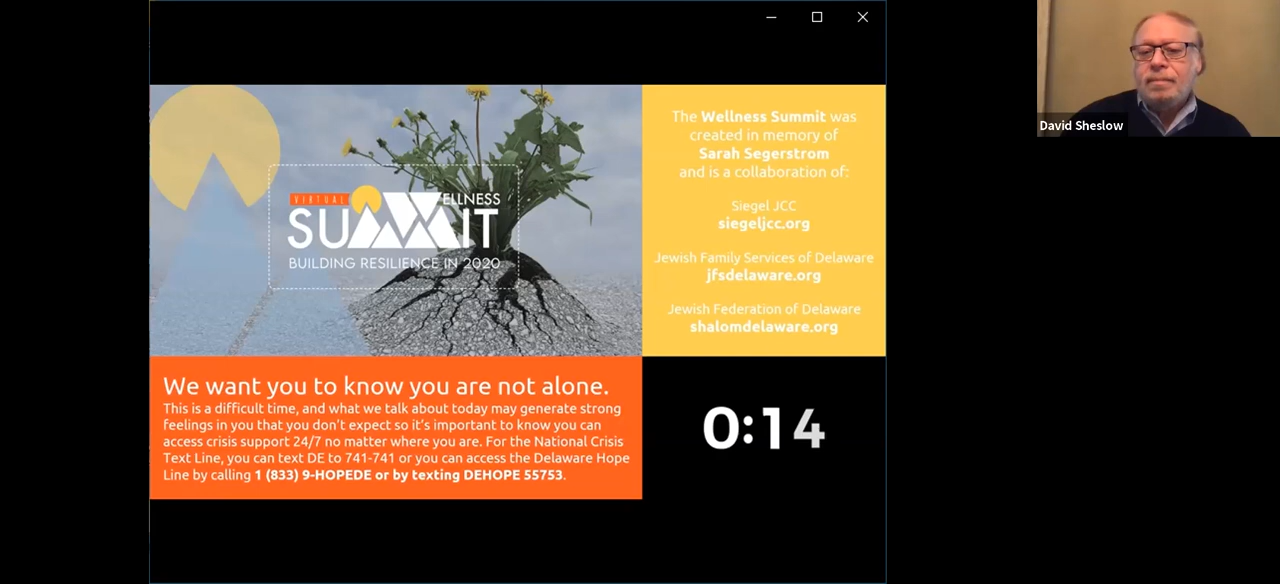 VIRTUAL WELLNESS
SUMMIT
BUILDING RESILIENCE IN 2020
The Wellness Summit was
created in memory of
Sarah Segerstrom
and is a collaboration of:
Siegel JCC
siegeljcc.org
Jewish Family Services of Delaware
jfsdelaware.org
Jewish Federation of Delaware
shalomdelaware.org
We want you to know you are not alone.
This is a difficult time, and what we talk about today may generate strong
feelings in you that you don't expect so it's important to know you can
access crisis support 24/7 no matter where you are. For the National Crisis
Text Line, you can text DE to 741-741 or you can access the Delaware Hope
Line by calling 1 (833) 9-HOPEDE or by texting DEHOPE 55753.
0:14
David Sheslow